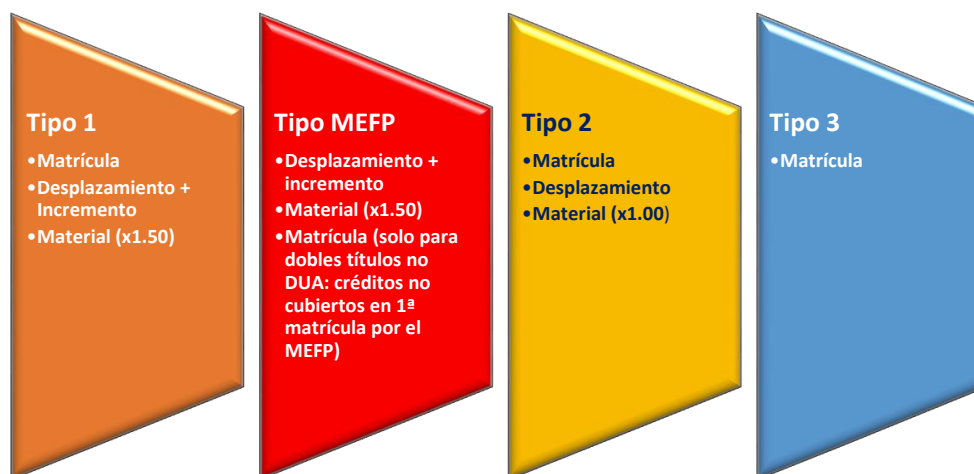 Tipo 1
•Matrícula
•Desplazamiento +
Incremento
•Material (x1.50)
Tipo MEFP
•Desplazamiento +
incremento
•Material (x1.50)
•Matrícula (solo para
dobles títulos no
DUA: créditos no
cubiertos en 1ª
matrícula por el
MEFP)
Tipo 2
•Matrícula
•Desplazamiento
•Material (x1.00)
Tipo 3
•Matrícula